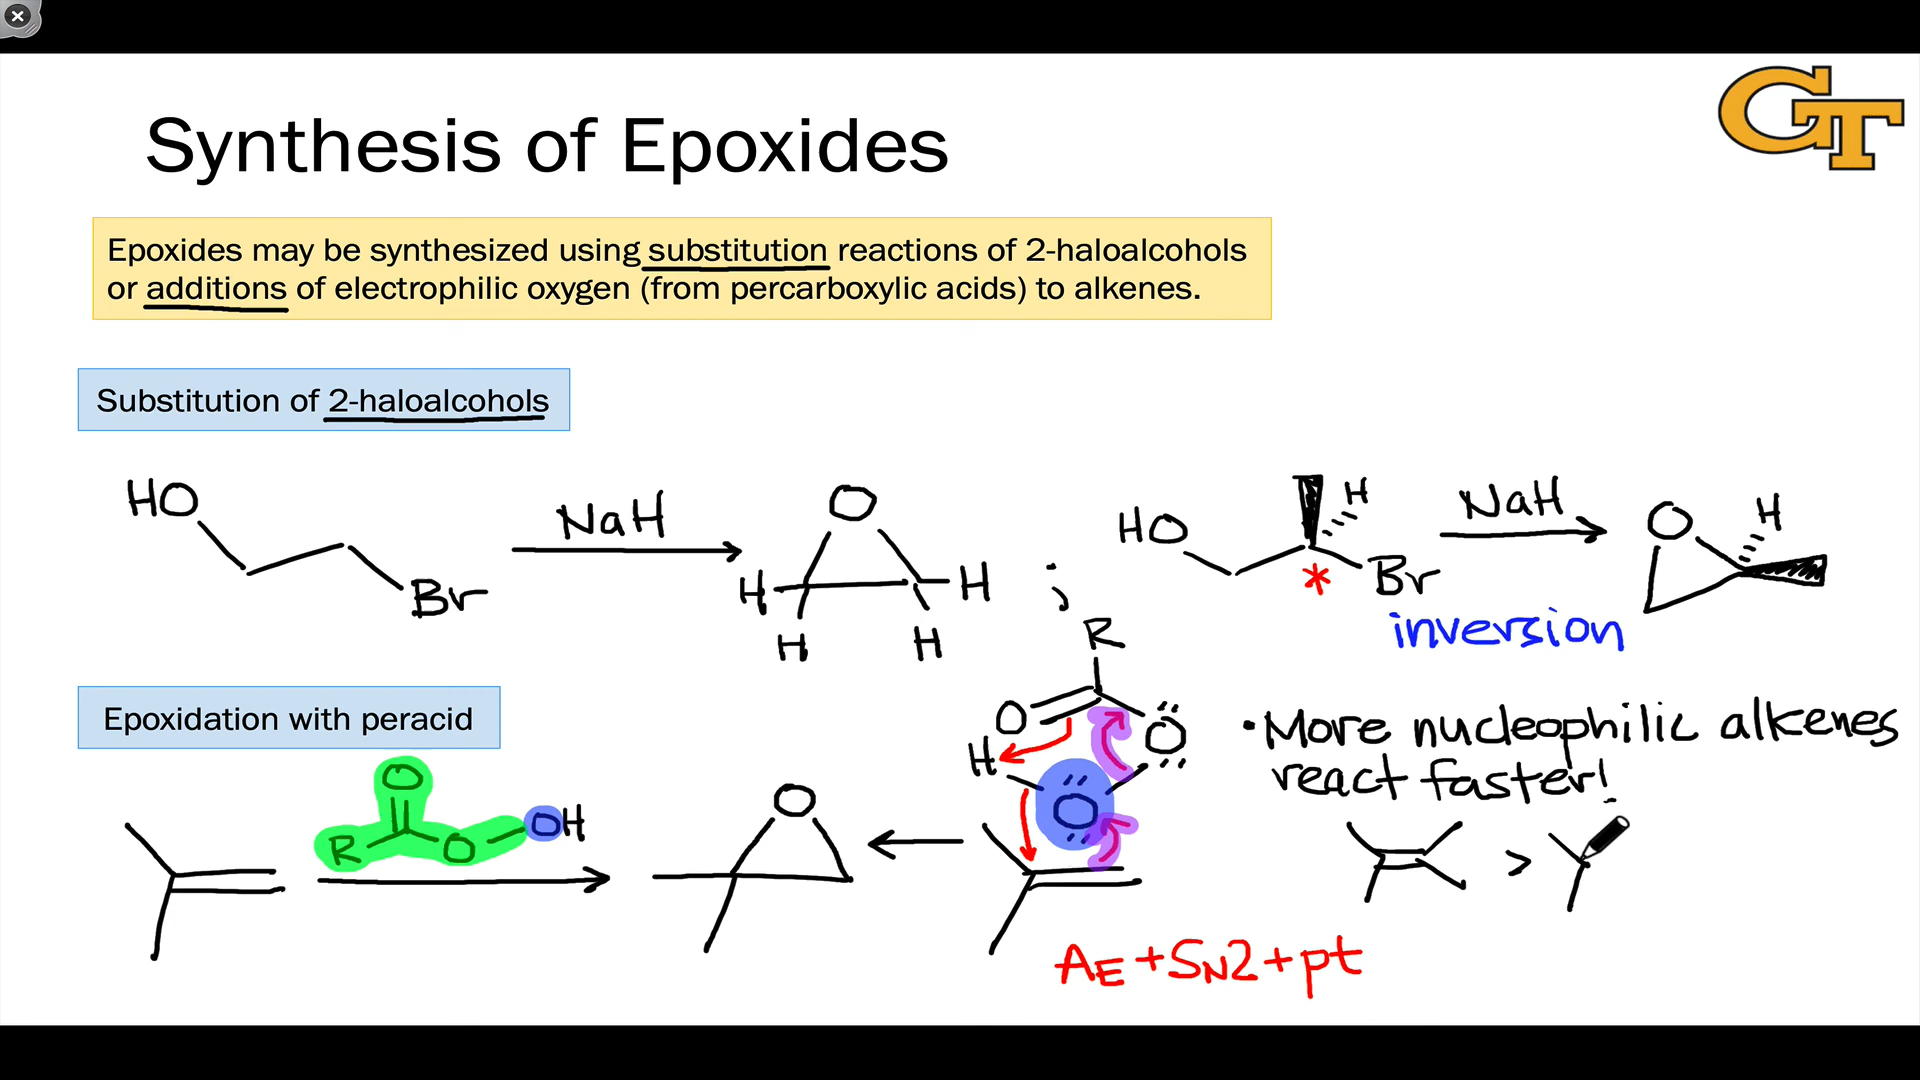 GT
Synthesis of Epoxides
Epoxides may be synthesized using substitution reactions of 2-haloalcohols
or additions of electrophilic oxygen (from percarboxylic acids) to alkenes.
Substitution of 2-haloalcohols
HO
Br
NaH
O
H
H
H
H
;
HO
H
*
Br
NaH
O
H
inversion
Epoxidation with peracid
O
R
O
OH
O
R
O
O
H
O
AE+SN2+pt
•More nucleophilic alkenes
react faster!
>